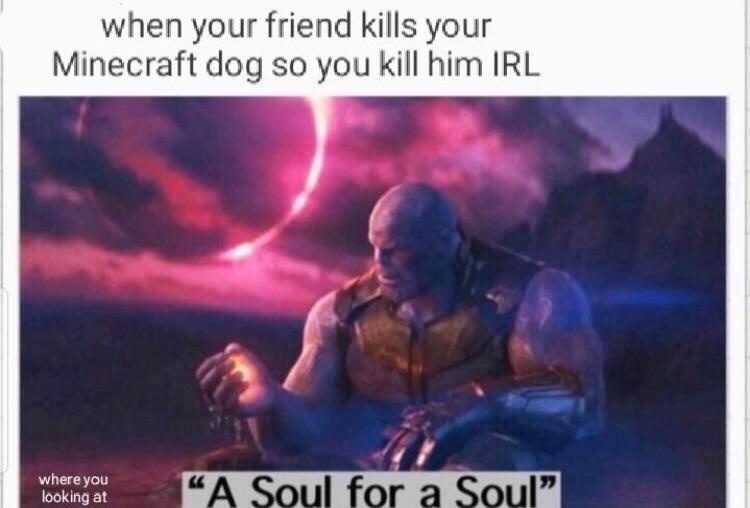 when your friend kills your
Minecraft dog so you kill him IRL
where you
looking at
“A Soul for a Soul”